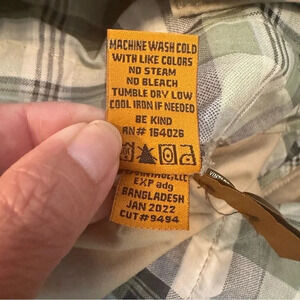 MACHINE WASH COLD
WITH LIKE COLORS
NO STEAM
NO BLEACH
TUMBLE DRY LOW
COOL IRON IF NEEDED
BE KIND
RN# 164026
LLC
EXP adg
BANGLADESH
JAN 2022
CUT#9494